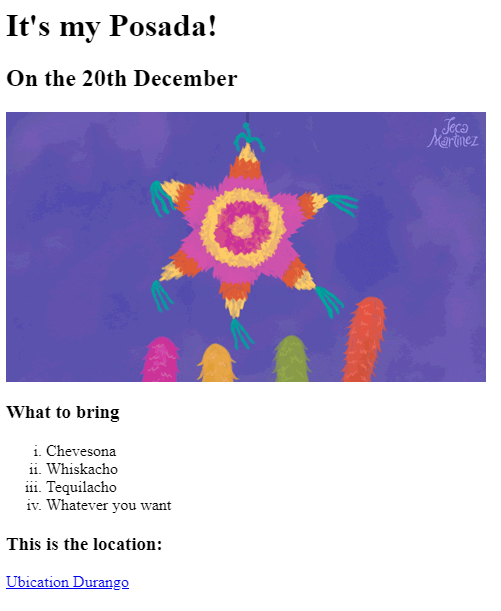 It's my Posada!
On the 20th December
Jeca
Martinez
What to bring
i. Chevesona
ii. Whiskacho
iii. Tequilacho
iv. Whatever you want
This is the location:
Ubication Durango